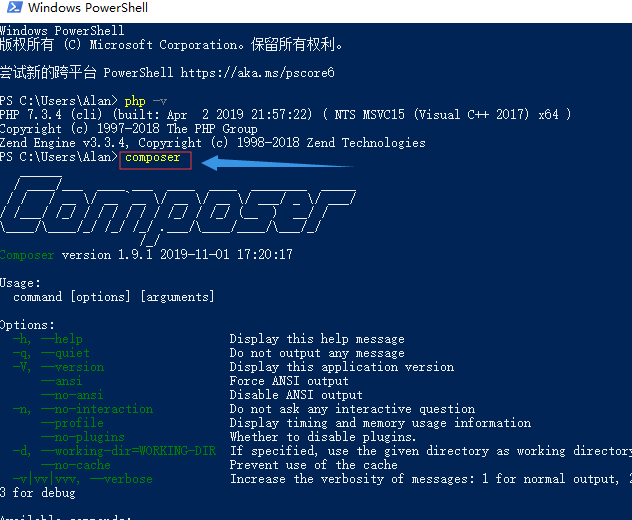 Windows PowerShell
Windows PowerShell
版权所有 (C) Microsoft Corporation。保留所有权利。
尝试新的跨平台 PowerShell https://aka.ms/pscore6
PS C:\Users\Alan> php -v
PHP 7.3.4 (cli) (built: Apr  2 2019 21:57:22) ( NTS MSVC15 (Visual C++ 2017) x64 )
Copyright (c) 1997-2018 The PHP Group
Zend Engine v3.3.4, Copyright (c) 1998-2018 Zend Technologies
PS C:\Users\Alan> composer
Composer
Composer version 1.9.1 2019-11-01 17:20:17
Usage:
command [options] [arguments]
Options:
-h, --help Display this help message
-q, --quiet Do not output any message
-V, --version Display this application version
--ansi Force ANSI output
--no-ansi Disable ANSI output
-n, --no-interaction Do not ask any interactive question
--profile Display timing and memory usage information
--no-plugins Whether to disable plugins.
-d, --working-dir=WORKING-DIR If specified, use the given directory as working directory
--no-cache Prevent use of the cache
-v|vv|vvv, --verbose Increase the verbosity of messages: 1 for normal output, 2
3 for debug